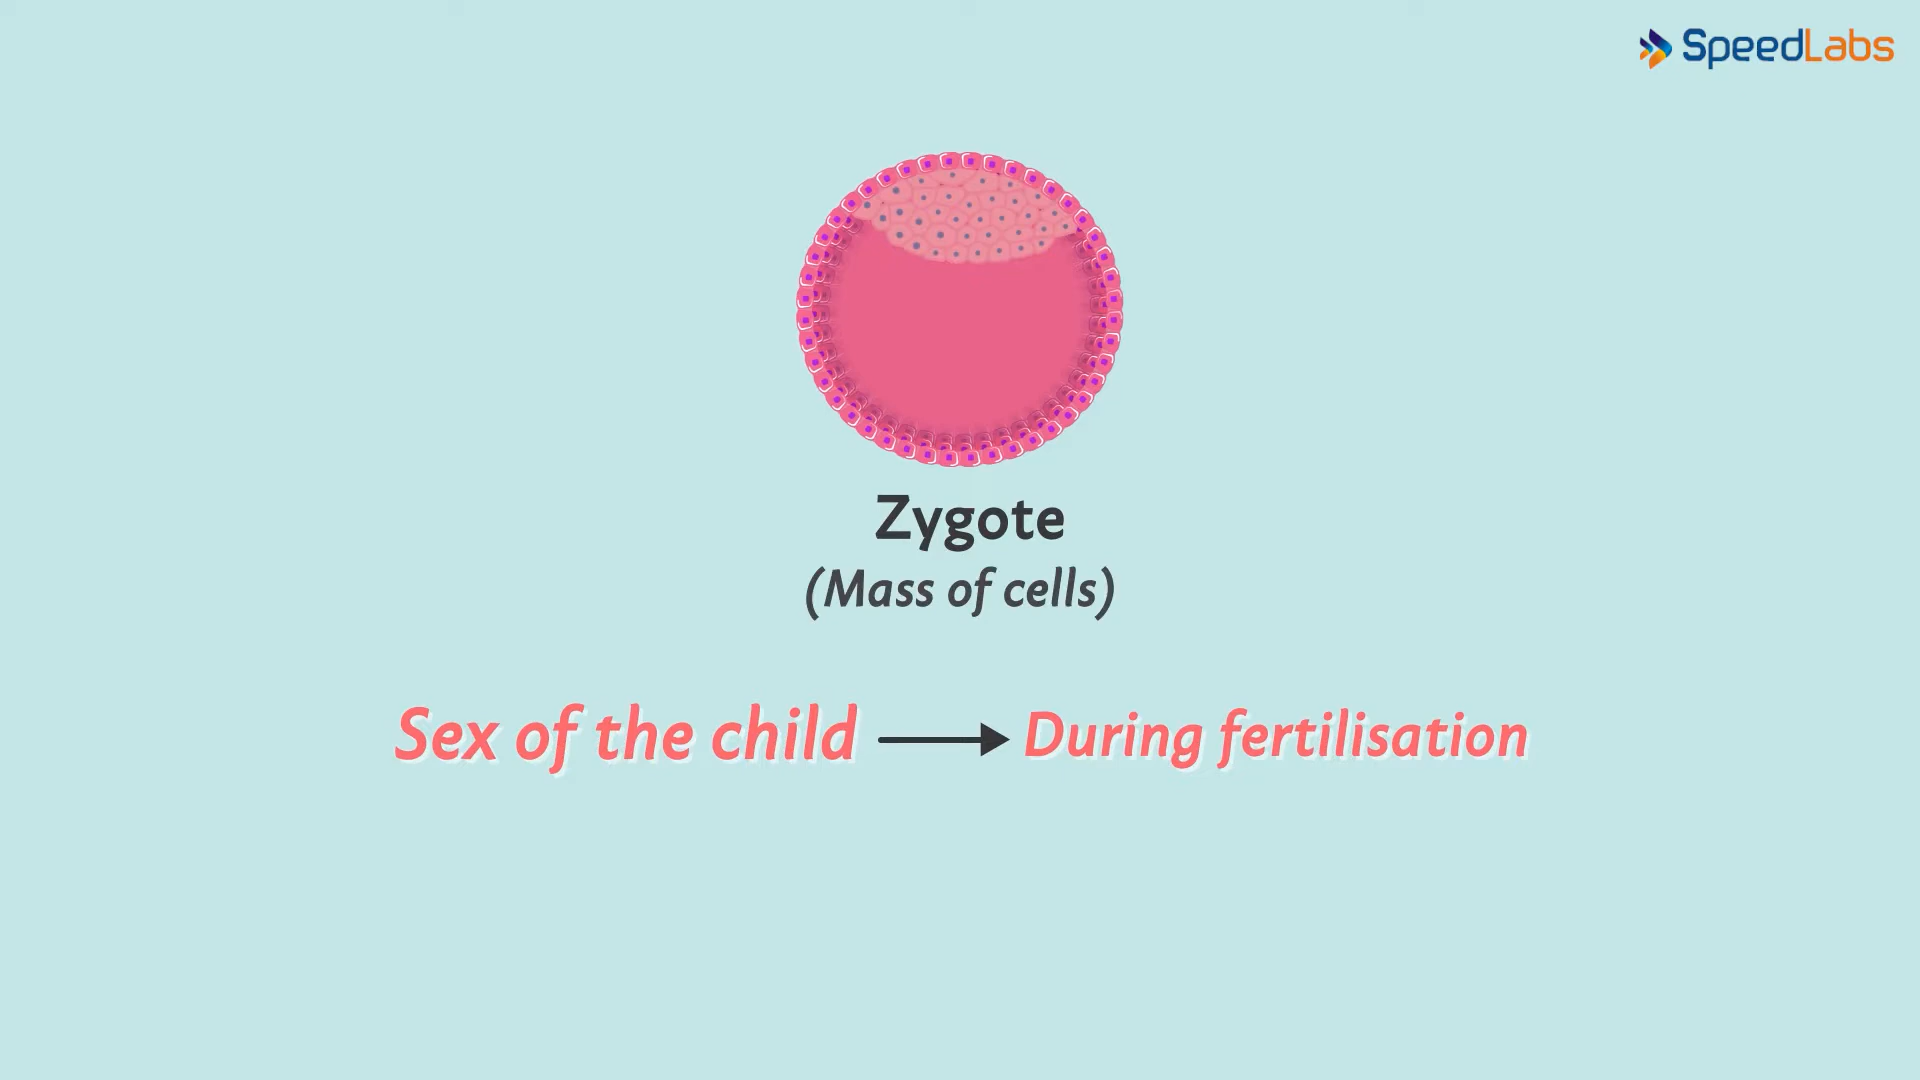 SpeedLabs
Zygote
(Mass of cells)
Sex of the child During fertilisation